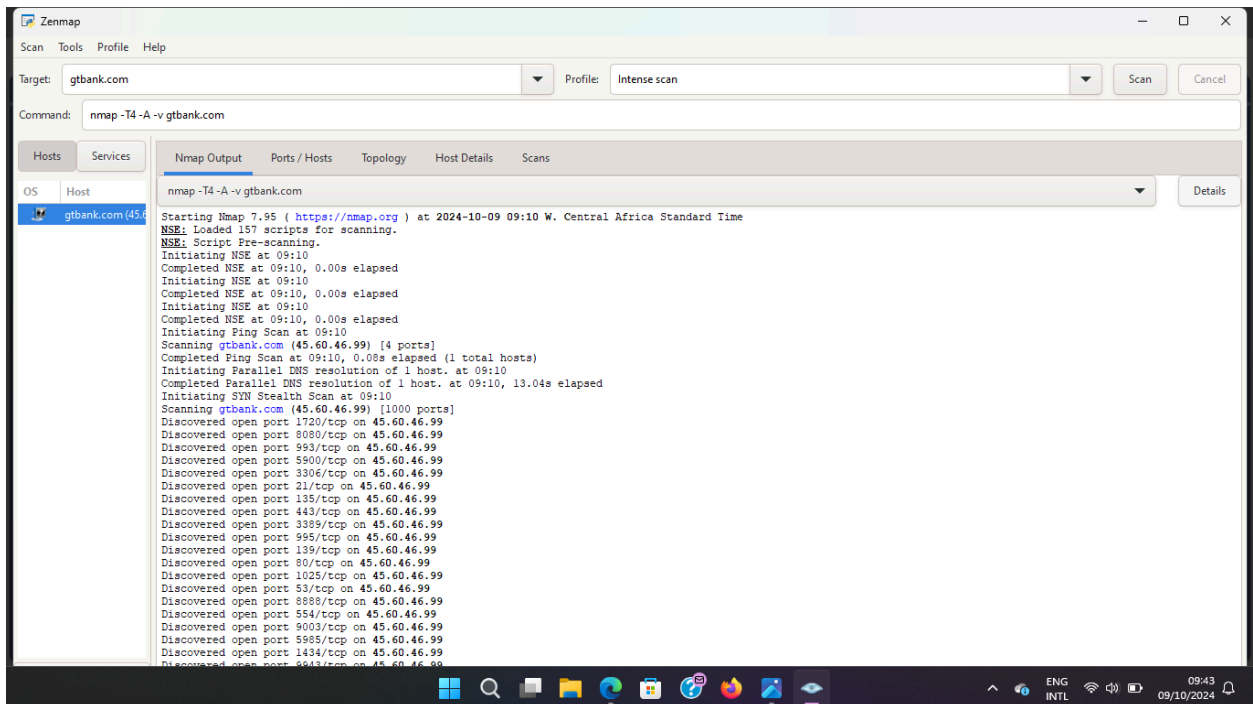 Zenmap
Scan Tools Profile Help
Target: gtbank.com Profile: Intense scan Scan Cancel
Command: nmap -T4 -A -v gtbank.com
Hosts Services Nmap Output Ports / Hosts Topology Host Details Scans
OS Host nmap -T4 -A -v gtbank.com Details
gtbank.com (45.6
Starting Nmap 7.95 ( https://nmap.org ) at 2024-10-09 09:10 W. Central Africa Standard Time
NSE: Loaded 157 scripts for scanning.
NSE: Script Pre-scanning.
Initiating NSE at 09:10
Completed NSE at 09:10, 0.00s elapsed
Initiating NSE at 09:10
Completed NSE at 09:10, 0.00s elapsed
Initiating NSE at 09:10
Completed NSE at 09:10, 0.00s elapsed
Initiating Ping Scan at 09:10
Scanning gtbank.com (45.60.46.99) [4 ports]
Completed Ping Scan at 09:10, 0.08s elapsed (1 total hosts)
Initiating Parallel DNS resolution of 1 host. at 09:10
Completed Parallel DNS resolution of 1 host. at 09:10, 13.04s elapsed
Initiating SYN Stealth Scan at 09:10
Scanning gtbank.com (45.60.46.99) [1000 ports]
Discovered open port 1720/tcp on 45.60.46.99
Discovered open port 8080/tcp on 45.60.46.99
Discovered open port 993/tcp on 45.60.46.99
Discovered open port 5900/tcp on 45.60.46.99
Discovered open port 3306/tcp on 45.60.46.99
Discovered open port 21/tcp on 45.60.46.99
Discovered open port 135/tcp on 45.60.46.99
Discovered open port 443/tcp on 45.60.46.99
Discovered open port 3389/tcp on 45.60.46.99
Discovered open port 995/tcp on 45.60.46.99
Discovered open port 139/tcp on 45.60.46.99
Discovered open port 80/tcp on 45.60.46.99
Discovered open port 1025/tcp on 45.60.46.99
Discovered open port 53/tcp on 45.60.46.99
Discovered open port 8888/tcp on 45.60.46.99
Discovered open port 554/tcp on 45.60.46.99
Discovered open port 9003/tcp on 45.60.46.99
Discovered open port 5985/tcp on 45.60.46.99
Discovered open port 1434/tcp on 45.60.46.99
Discovered open port 9943/tcp on 45.60.46.99
ENG
INTL
09:43
09/10/2024